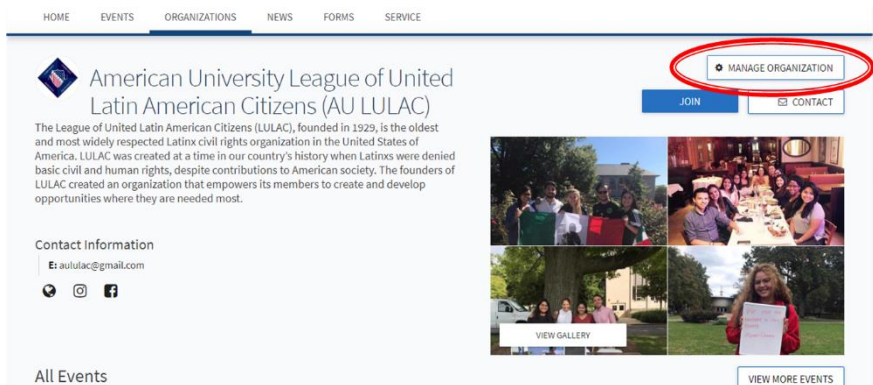 HOME EVENTS ORGANIZATIONS NEWS FORMS SERVICE
MANAGE ORGANIZATION
American University League of United
Latin American Citizens (AU LULAC)
JOIN
CONTACT
The League of United Latin American Citizens (LULAC), founded in 1929, is the oldest
and most widely respected Latinx civil rights organization in the United States of
America. LULAC was created at a time in our country's history when Latinxs were denied
basic civil and human rights, despite contributions to American society. The founders of
LULAC created an organization that empowers its members to create and develop
opportunities where they are needed most.
Contact Information
E: aululac@gmail.com
VIEW GALLERY
All Events
VIEW MORE EVENTS